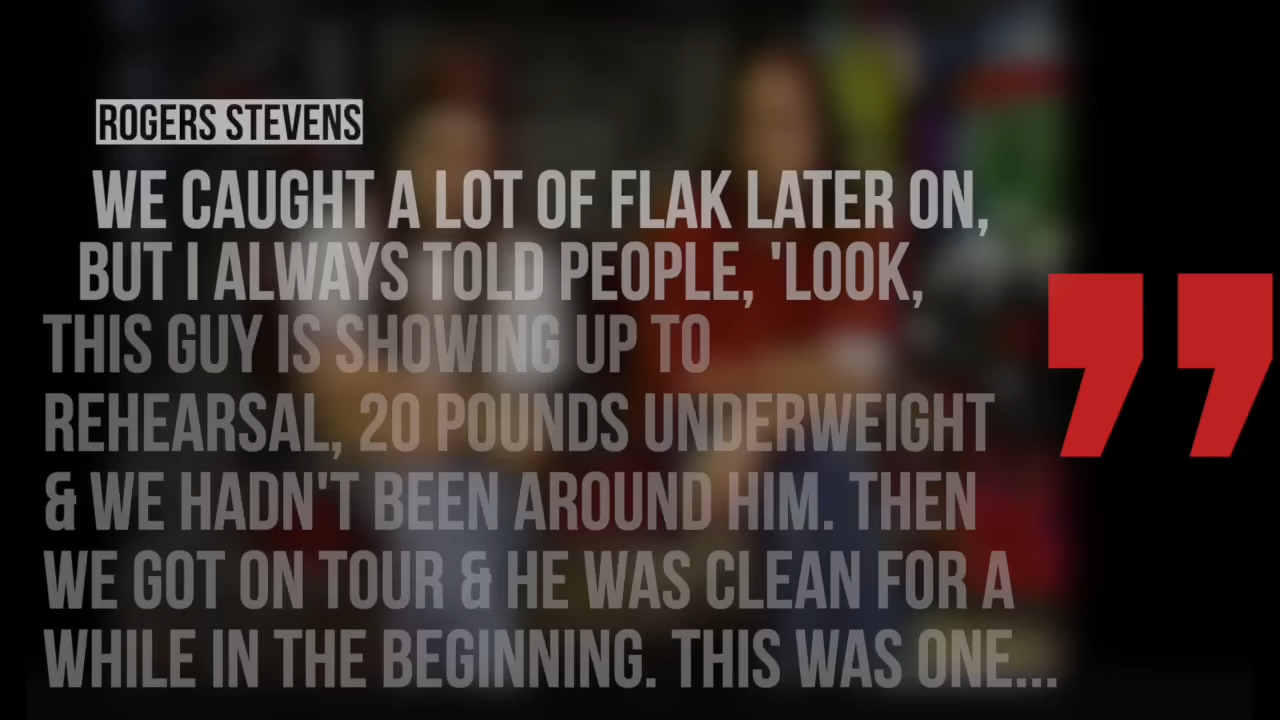 ROGERS STEVENS
WE CAUGHT A LOT OF FLAK LATER ON,
BUT I ALWAYS TOLD PEOPLE, 'LOOK,
THIS GUY IS SHOWING UP TO
REHEARSAL, 20 POUNDS UNDERWEIGHT
& WE HADN'T BEEN AROUND HIM. THEN
WE GOT ON TOUR & HE WAS CLEAN FOR A
WHILE IN THE BEGINNING. THIS WAS ONE...
”